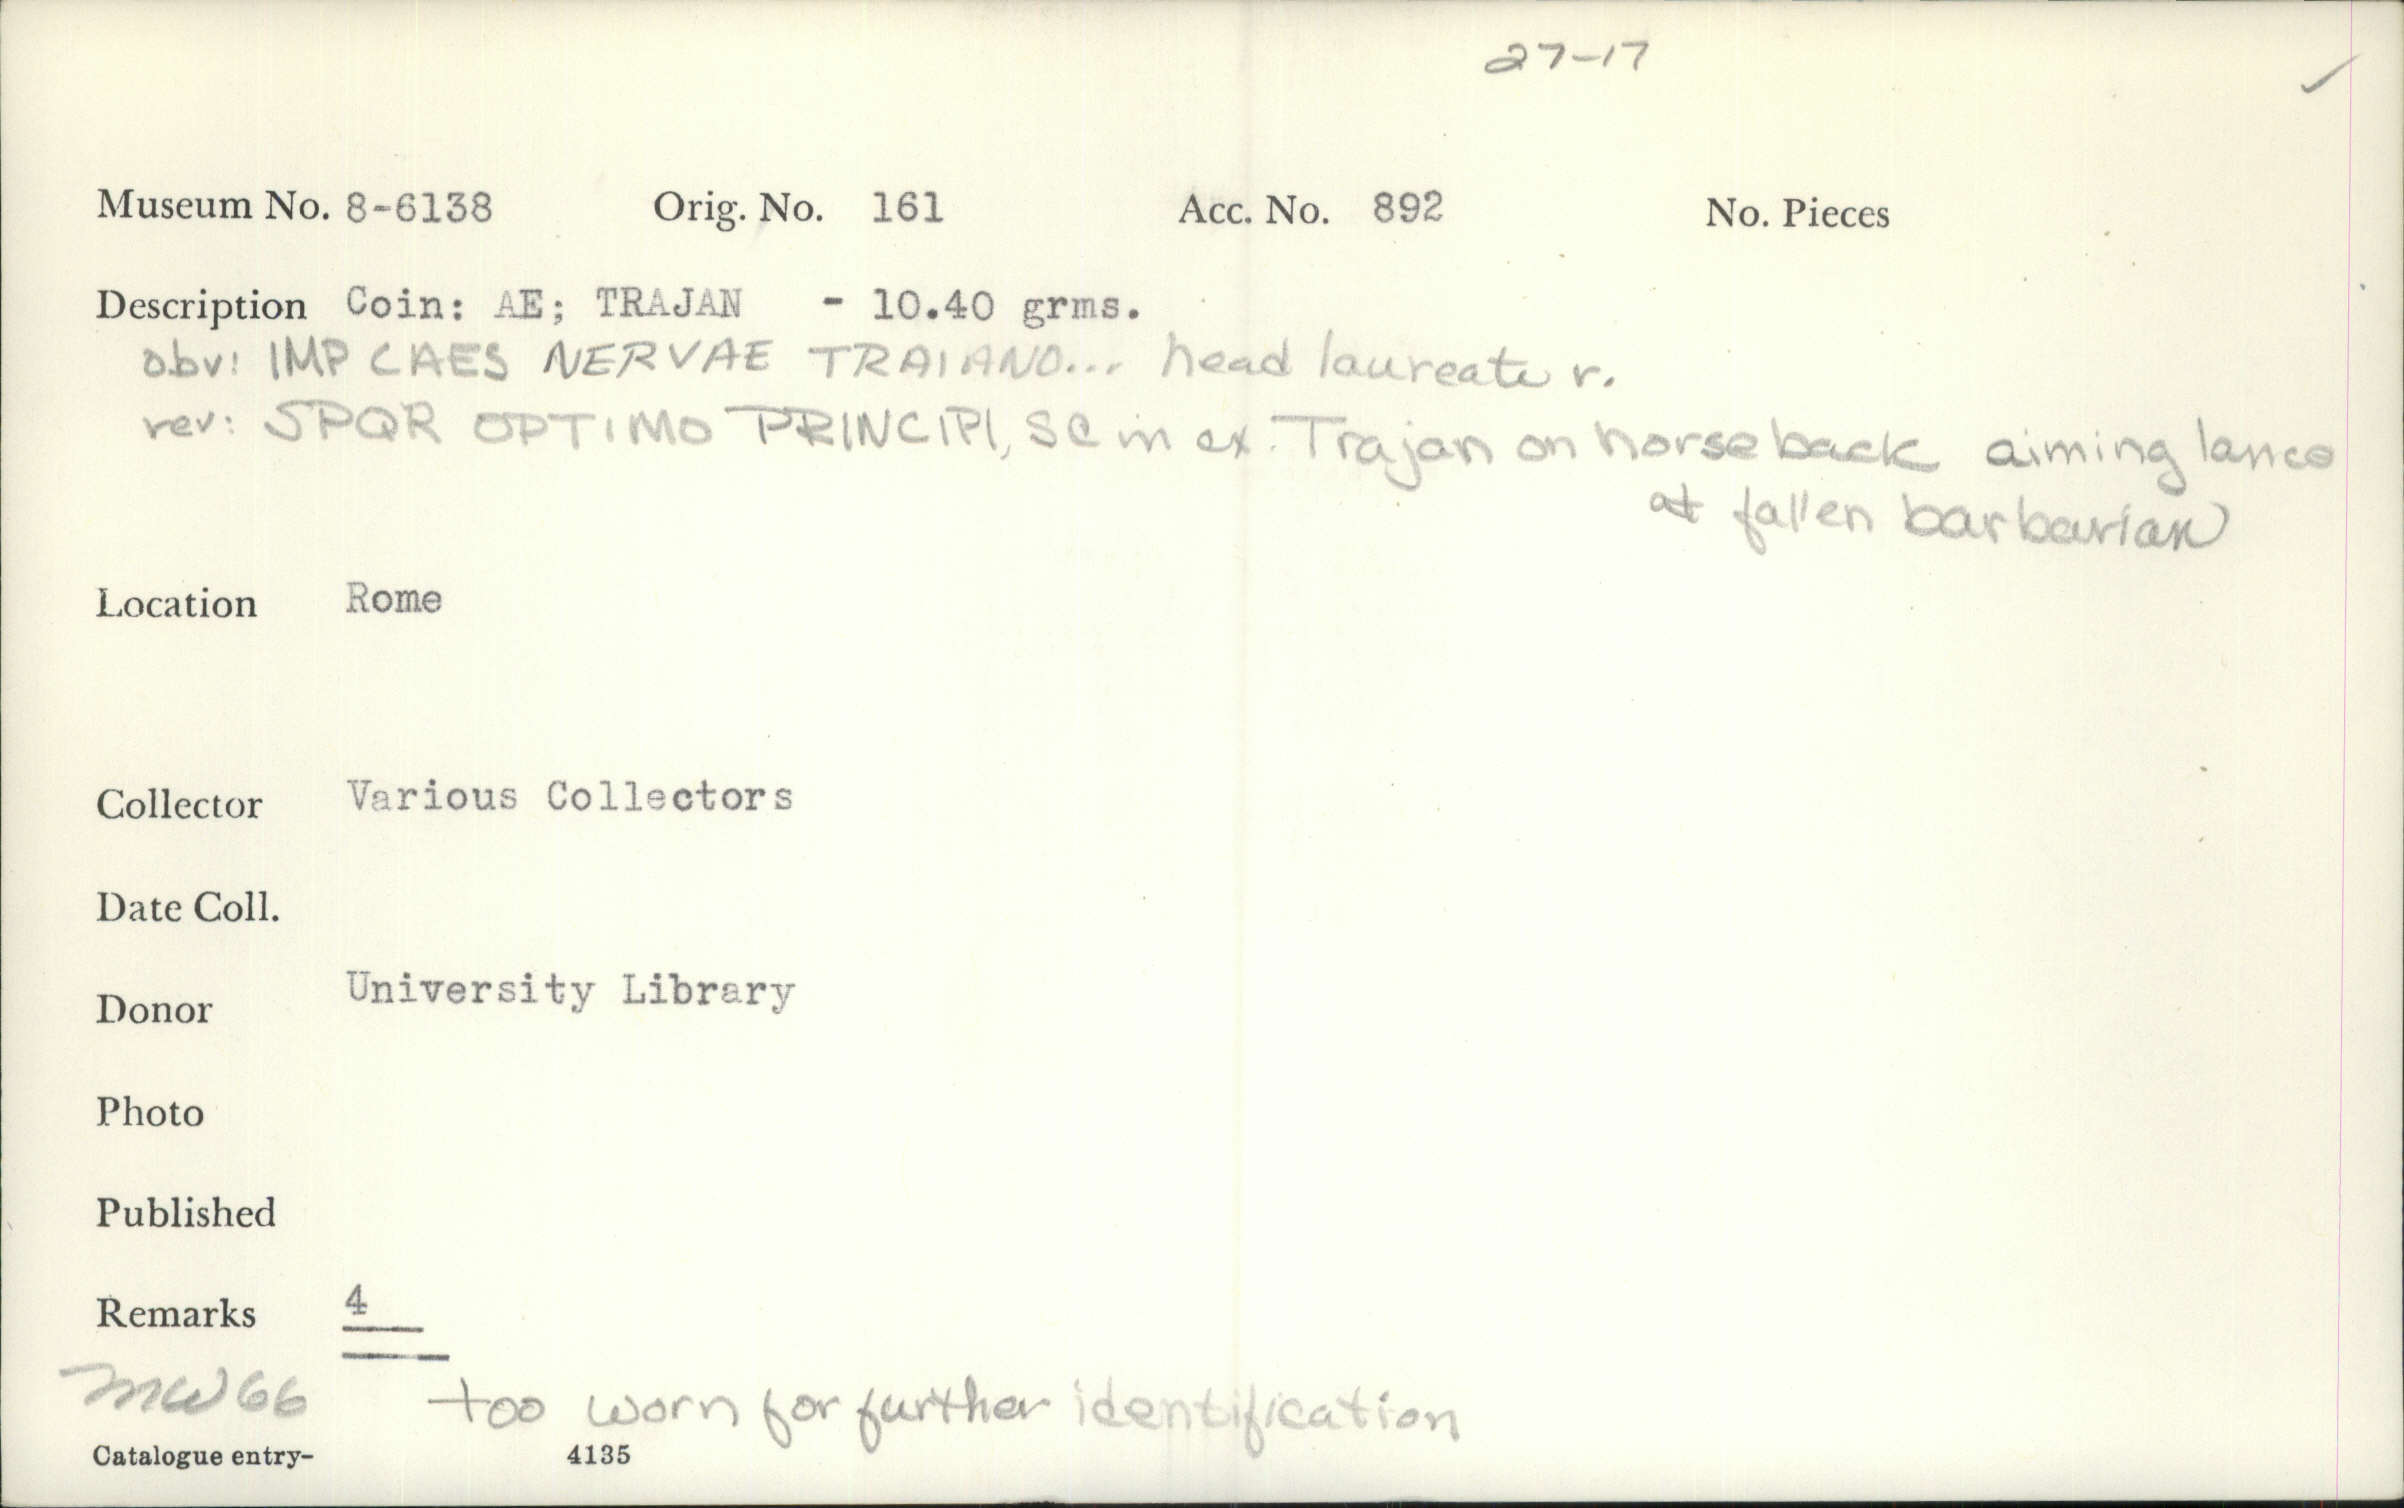 27-17 ✓
Museum No. 8-6138 Orig. No. 161 Acc. No. 892 No. Pieces
Description Coin: AE; TRAJAN - 10.40 grms.
obv: IMP CAES NERVAE TRAIANO... head laureate r.
rev: SPQR OPTIMO PRINCIPI, SC in ex. Trajan on horseback aiming lance
at fallen barbarian
Location Rome
Collector Various Collectors
Date Coll.
Donor University Library
Photo
Published
Remarks 4
MW66 too worn for further identification
Catalogue entry- 4135